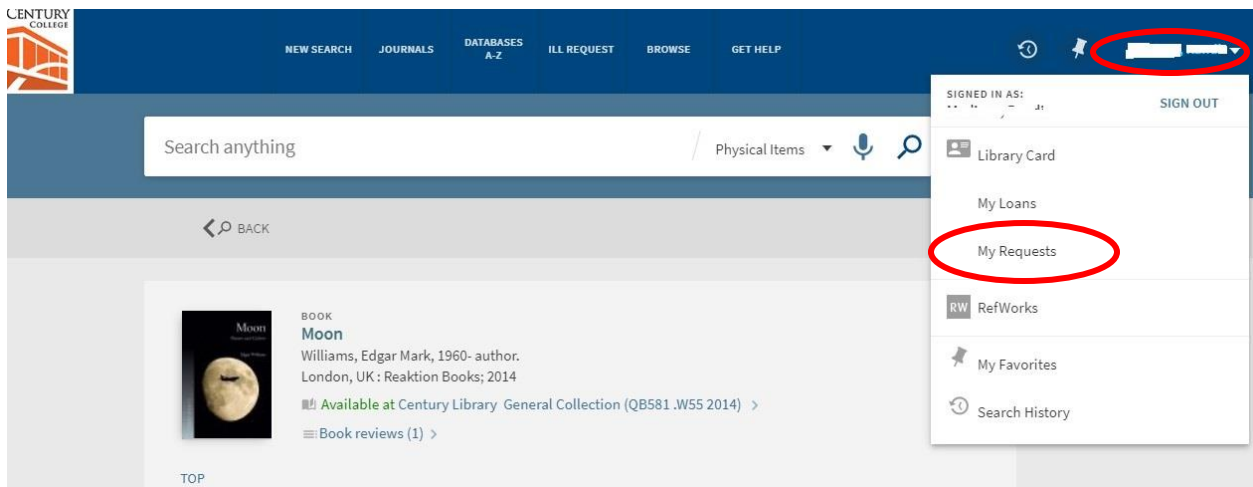 CENTURY
COLLEGE
NEW SEARCH
JOURNALS
DATABASES
A-Z
ILL REQUEST
BROWSE
GET HELP
SIGNED IN AS:
SIGN OUT
Search anything
Physical Items
Library Card
My Loans
My Requests
BACK
RW RefWorks
My Favorites
Search History
Moon
BOOK
Moon
Williams, Edgar Mark, 1960- author.
London, UK : Reaktion Books; 2014
Available at Century Library General Collection (QB581 .W55 2014) >
Book reviews (1) >
TOP